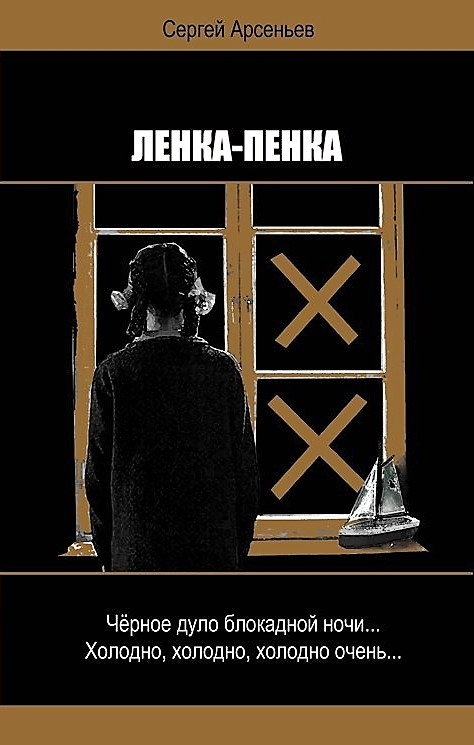 Сергей Арсеньев
ЛЕНКА-ПЕНКА
Чёрное дуло блокадной ночи...
Холодно, холодно, холодно очень...